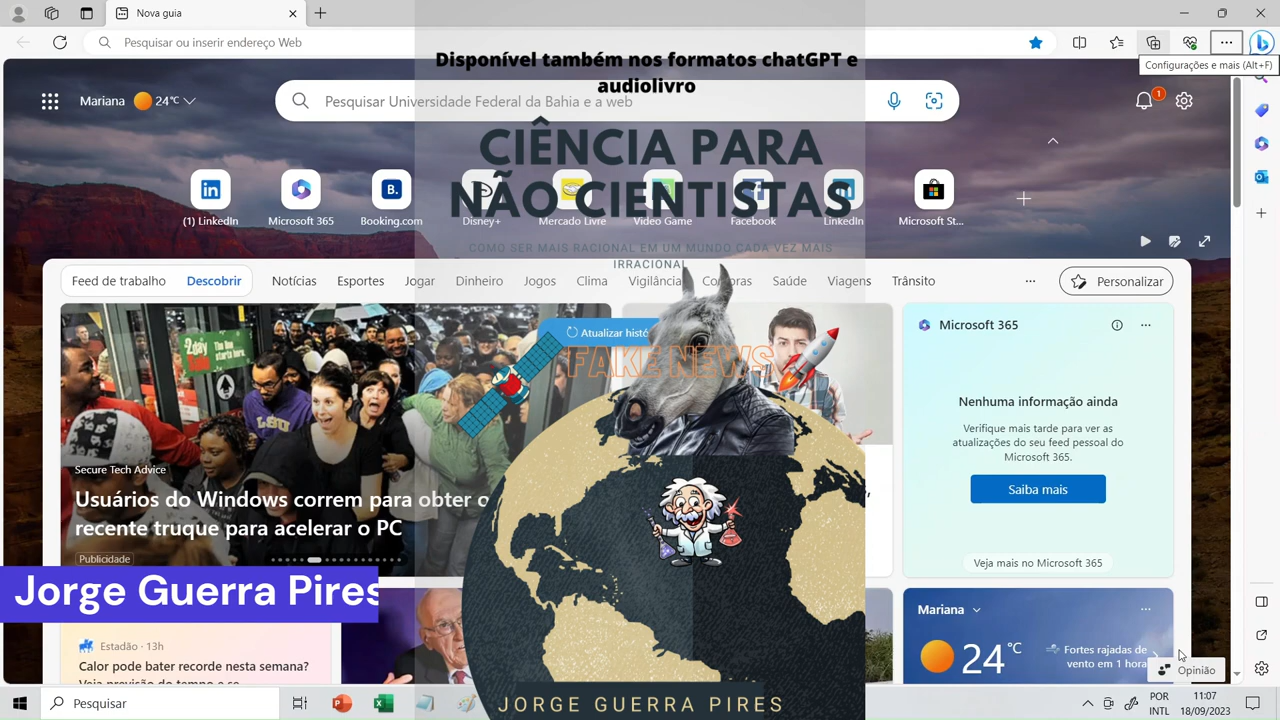 Nova guia
Pesquisar ou inserir endereço Web
Configurações e mais (Alt+F)
Disponível também nos formatos chatGPT e
audiolivro
Mariana
24°C
Pesquisar Universidade Federal da Bahia e a web
1
CIÊNCIA PARA
NÃO CIENTISTAS
(1) LinkedIn
Microsoft 365
Booking.com
Disney+
Mercado Livre
Video Game
Facebook
LinkedIn
Microsoft St...
COMO SER MAIS RACIONAL EM UM MUNDO CADA VEZ MAIS
IRRACIONAL
Feed de trabalho
Descobrir
Notícias
Esportes
Jogar
Dinheiro
Jogos
Clima
Vigilância
Compras
Saúde
Viagens
Trânsito
Personalizar
Atualizar histó
FAKE NEWS
Microsoft 365
Nenhuma informação ainda
Verifique mais tarde para ver as
atualizações do seu feed pessoal do
Microsoft 365.
Saiba mais
Veja mais no Microsoft 365
Secure Tech Advice
Usuários do Windows correm para obter o
recente truque para acelerar o PC
Publicidade
Jorge Guerra Pires
Estadão · 13h
Calor pode bater recorde nesta semana?
Veja previsão do tempo e se
Mariana
24 °C
Fortes rajadas de
vento em 1 hora
Opinião
JORGE GUERRA PIRES
Pesquisar
POR
INTL
11:07
18/09/2023